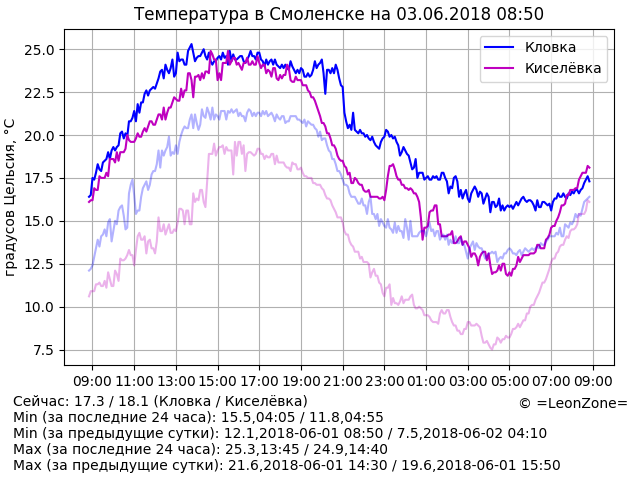 Температура в Смоленске на 03.06.2018 08:50
Кловка
Киселёвка
градусов Цельсия, °C
25.0
22.5
20.0
17.5
15.0
12.5
10.0
7.5
09:00 11:00 13:00 15:00 17:00 19:00 21:00 23:00 01:00 03:00 05:00 07:00 09:00
Сейчас: 17.3 / 18.1 (Кловка / Киселёвка)
© =LeonZone=
Min (за последние 24 часа): 15.5,04:05 / 11.8,04:55
Min (за предыдущие сутки): 12.1,2018-06-01 08:50 / 7.5,2018-06-02 04:10
Max (за последние 24 часа): 25.3,13:45 / 24.9,14:40
Max (за предыдущие сутки): 21.6,2018-06-01 14:30 / 19.6,2018-06-01 15:50